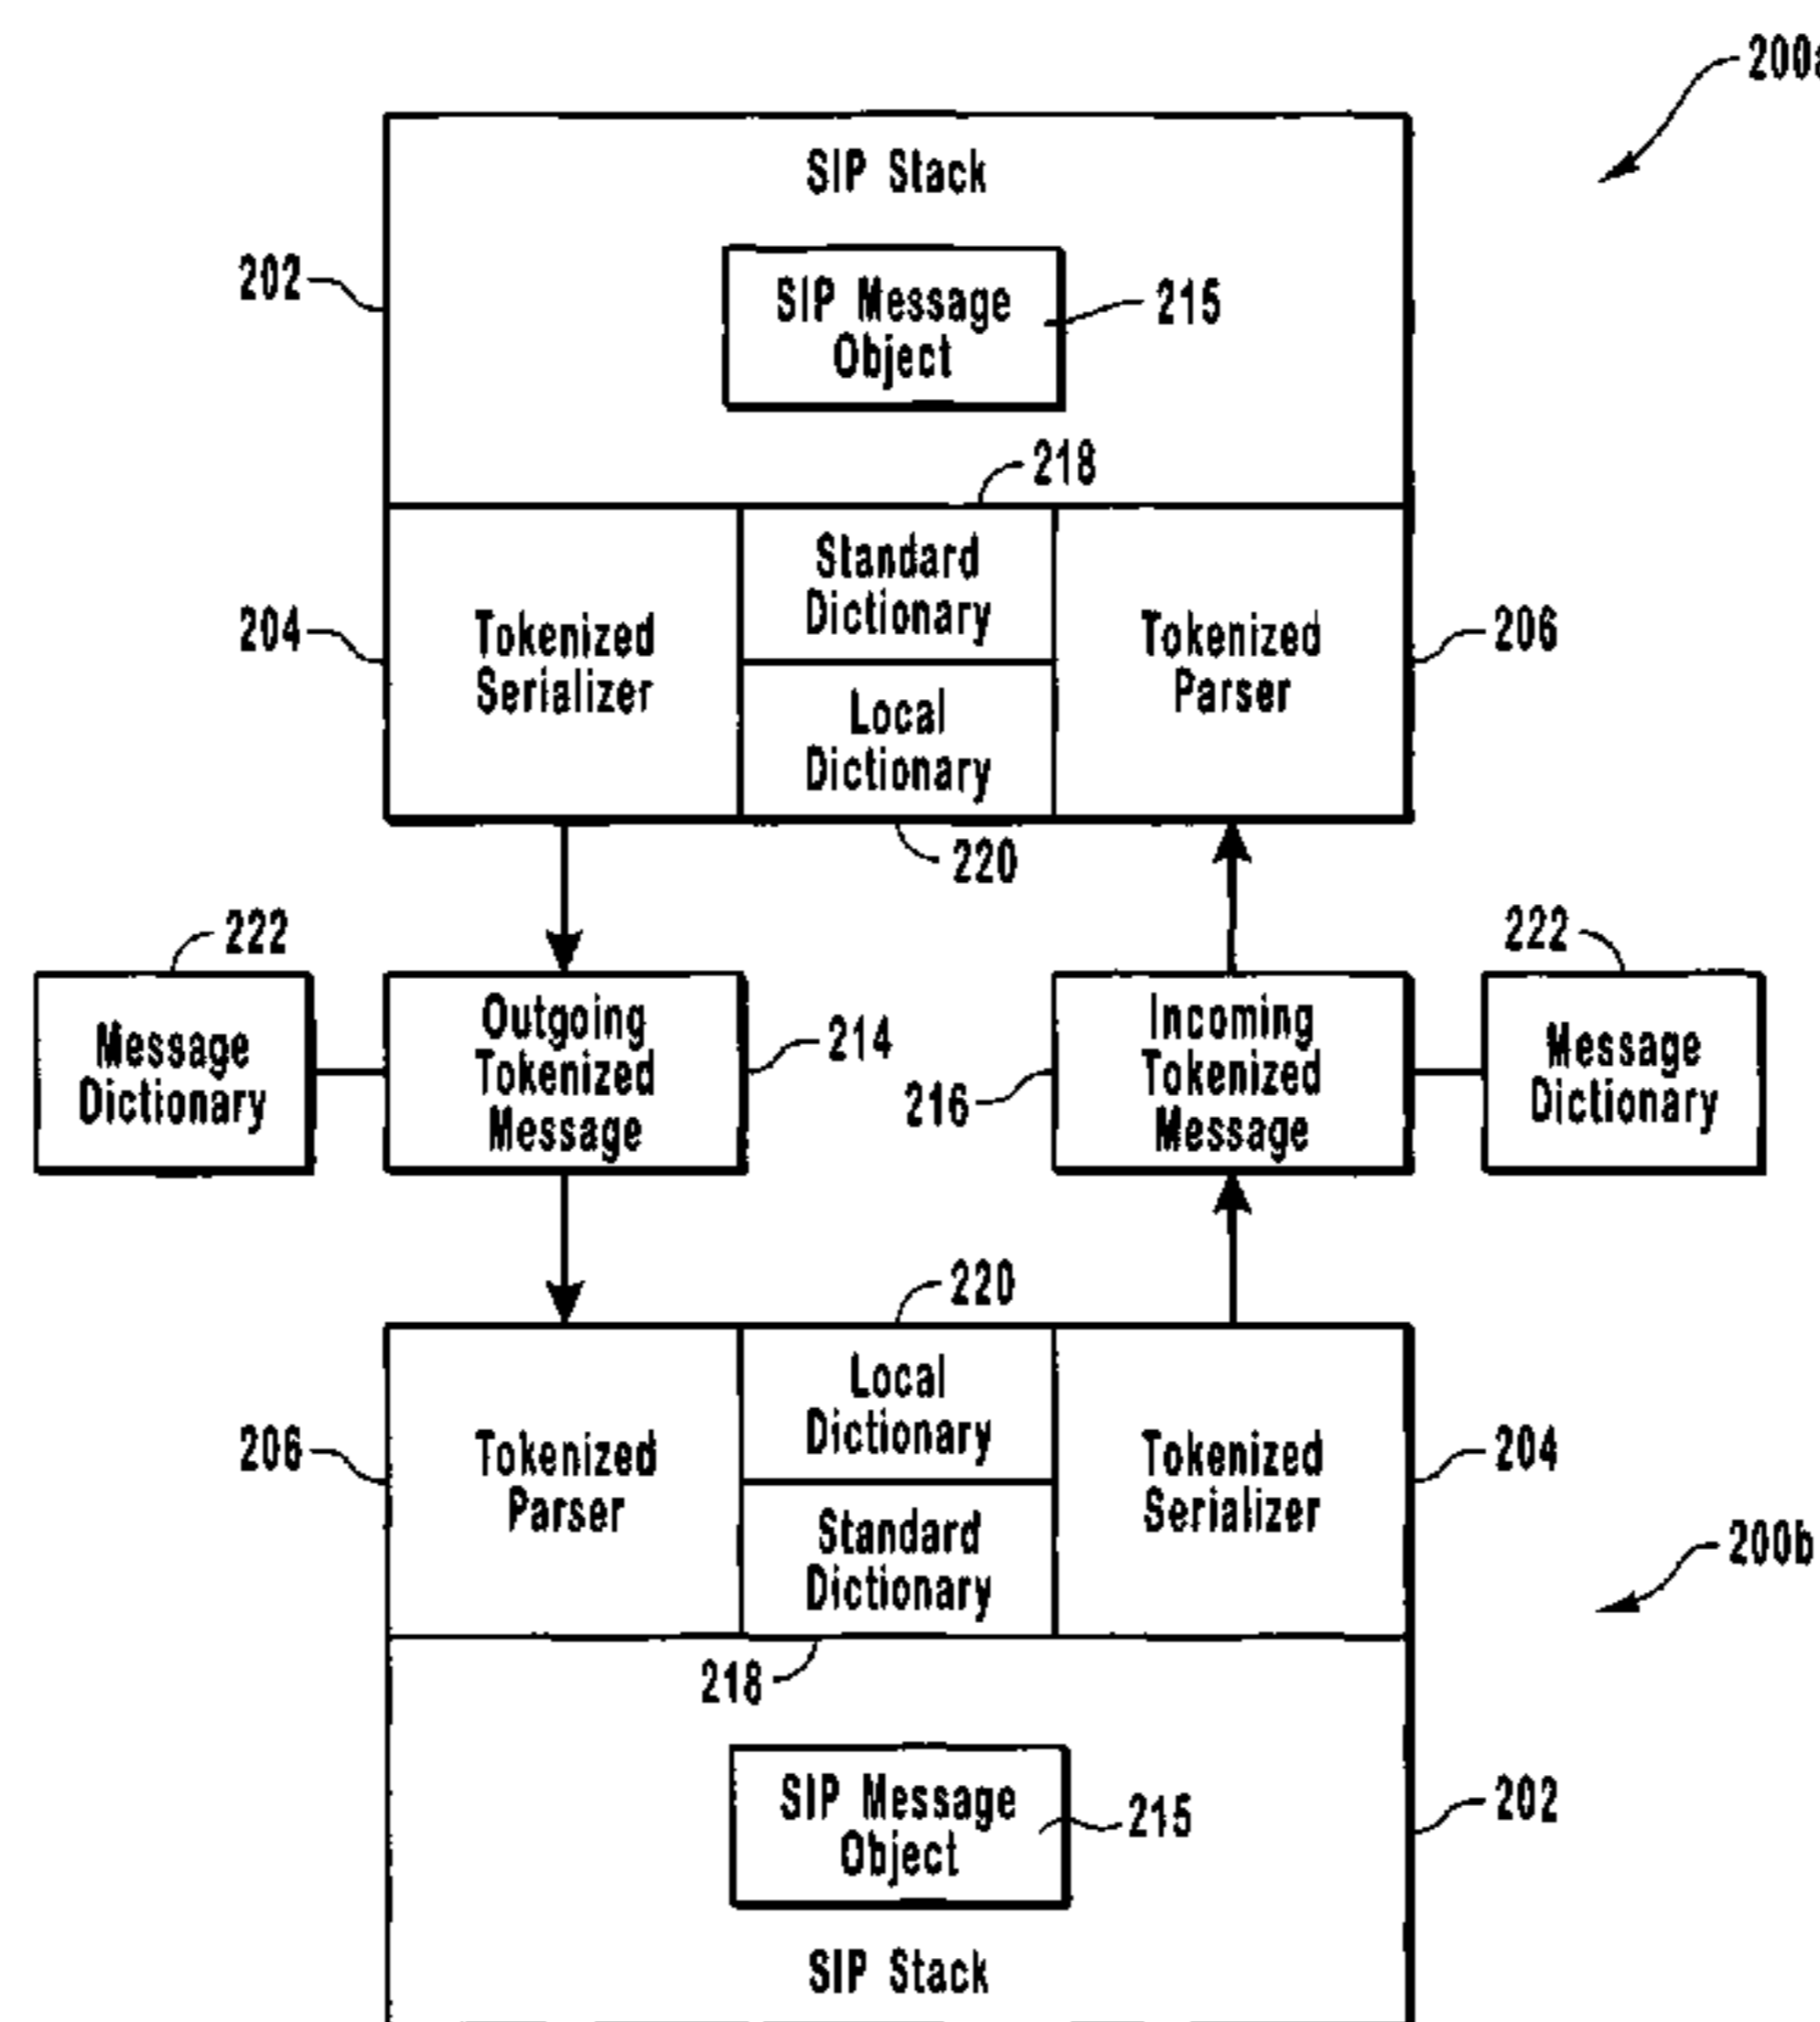 200a
SIP Stack
202
SIP Message
Object
215
218
204
Tokenized
Serializer
Standard
Dictionary
Local
Dictionary
Tokenized
Parser
206
220
222
Message
Dictionary
Outgoing
Tokenized
Message
214
216
Incoming
Tokenized
Message
222
Message
Dictionary
220
206
Tokenized
Parser
Local
Dictionary
Standard
Dictionary
Tokenized
Serializer
204
200b
218
SIP Message
Object
215
202
SIP Stack